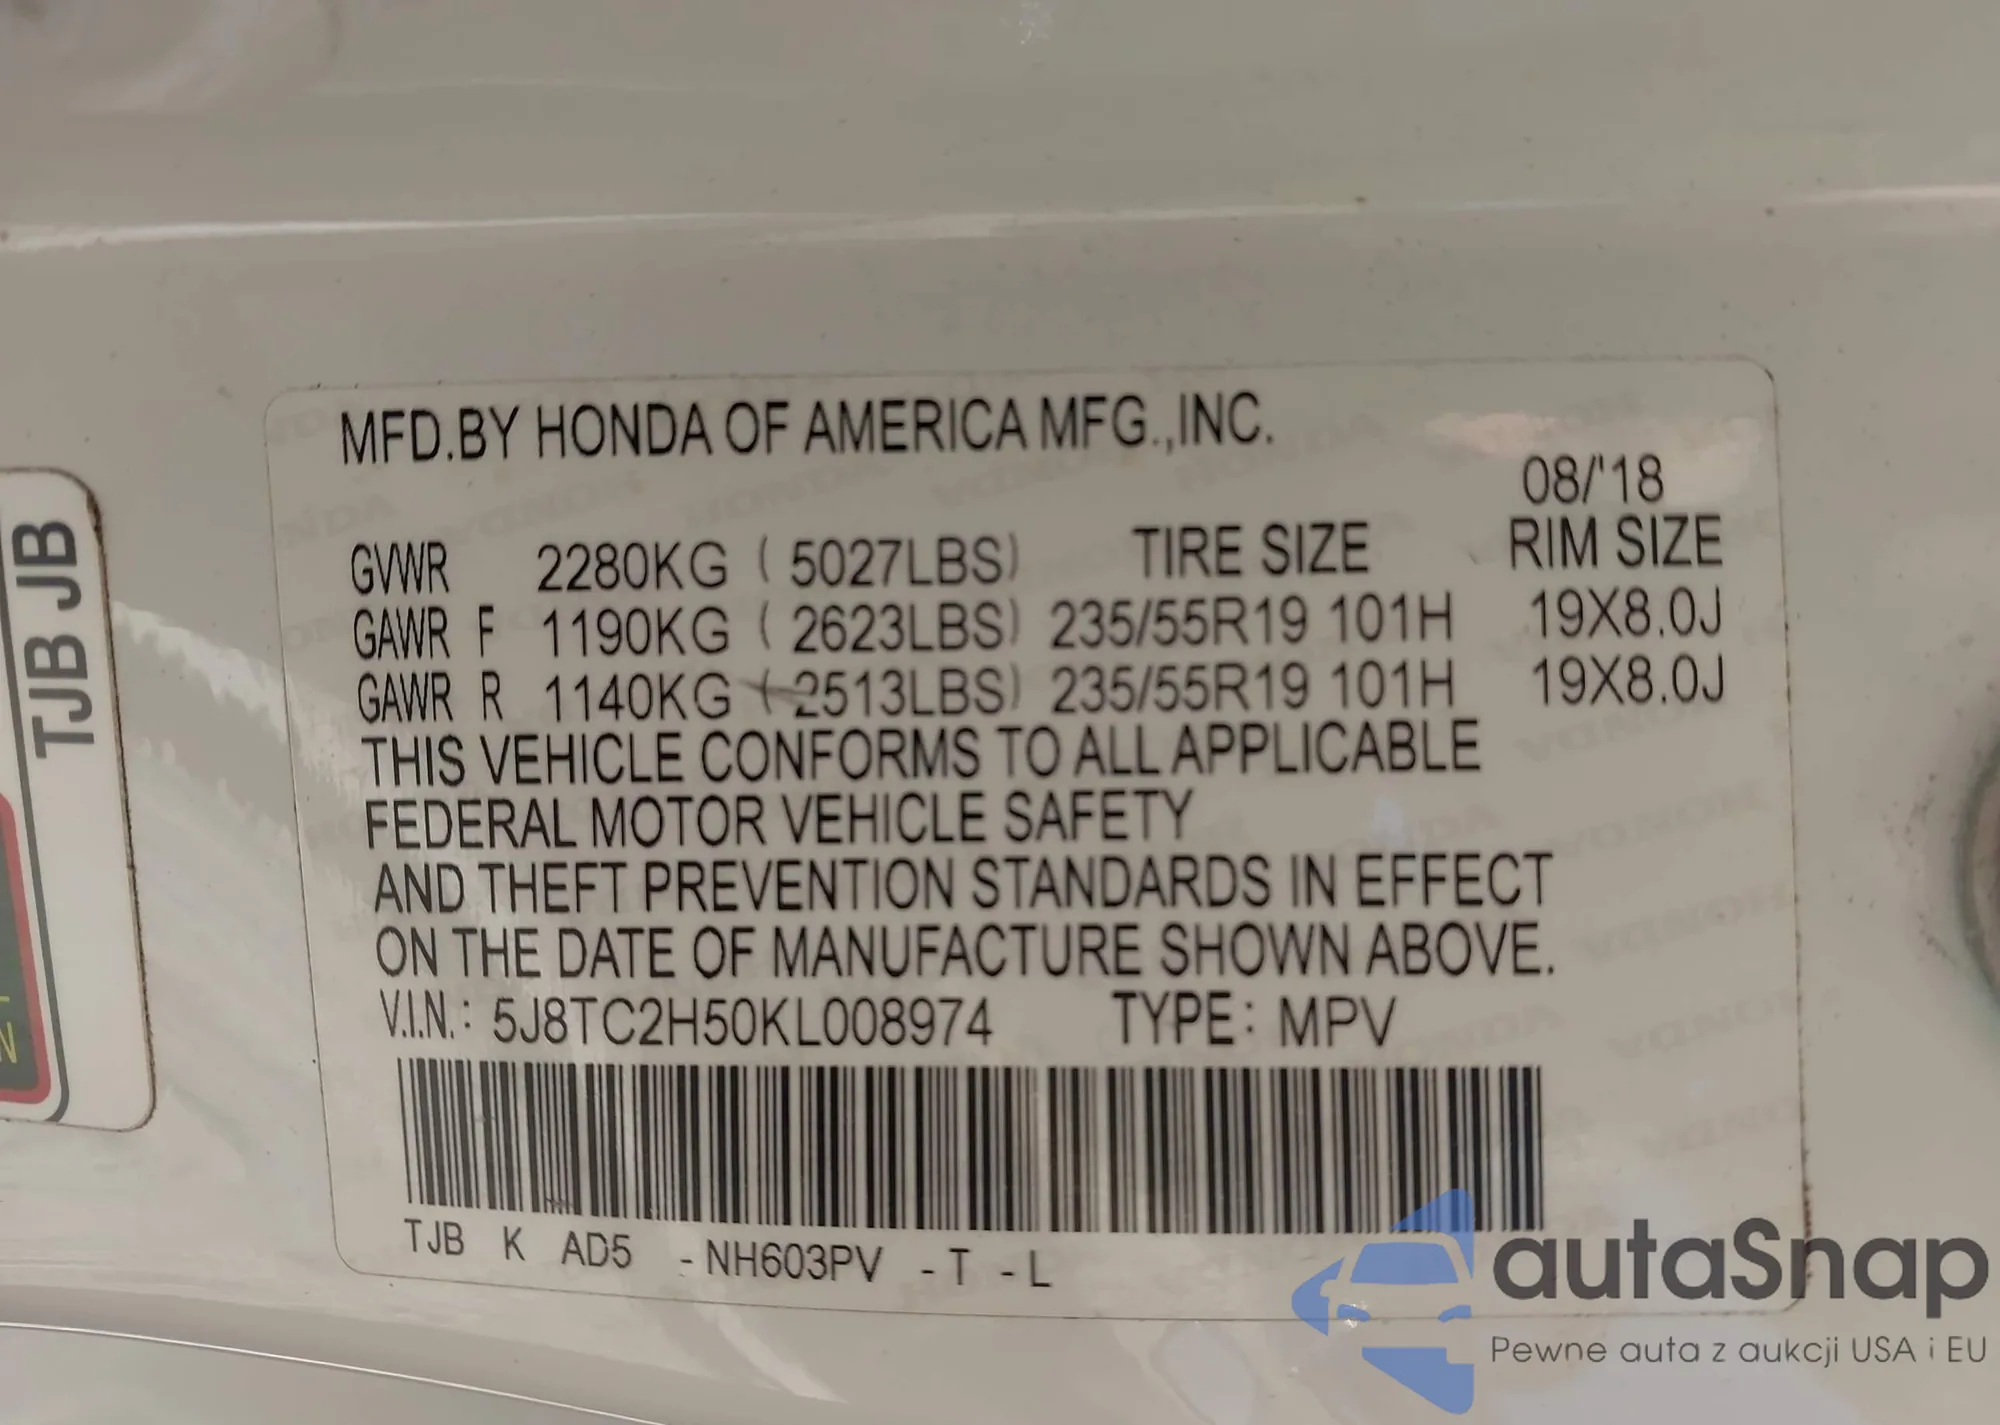 MFD.BY HONDA OF AMERICA MFG.,INC.
08/'18
GVWR 2280KG ( 5027LBS) TIRE SIZE RIM SIZE
GAWR F 1190KG ( 2623LBS) 235/55R19 101H 19X8.0J
GAWR R 1140KG ( 2513LBS) 235/55R19 101H 19X8.0J
THIS VEHICLE CONFORMS TO ALL APPLICABLE
FEDERAL MOTOR VEHICLE SAFETY
AND THEFT PREVENTION STANDARDS IN EFFECT
ON THE DATE OF MANUFACTURE SHOWN ABOVE.
V.I.N.: 5J8TC2H50KL008974 TYPE: MPV
TJB K AD5 -NH603PV -T -L
TJB JB
autaSnap
Pewne auta z aukcji USA i EU